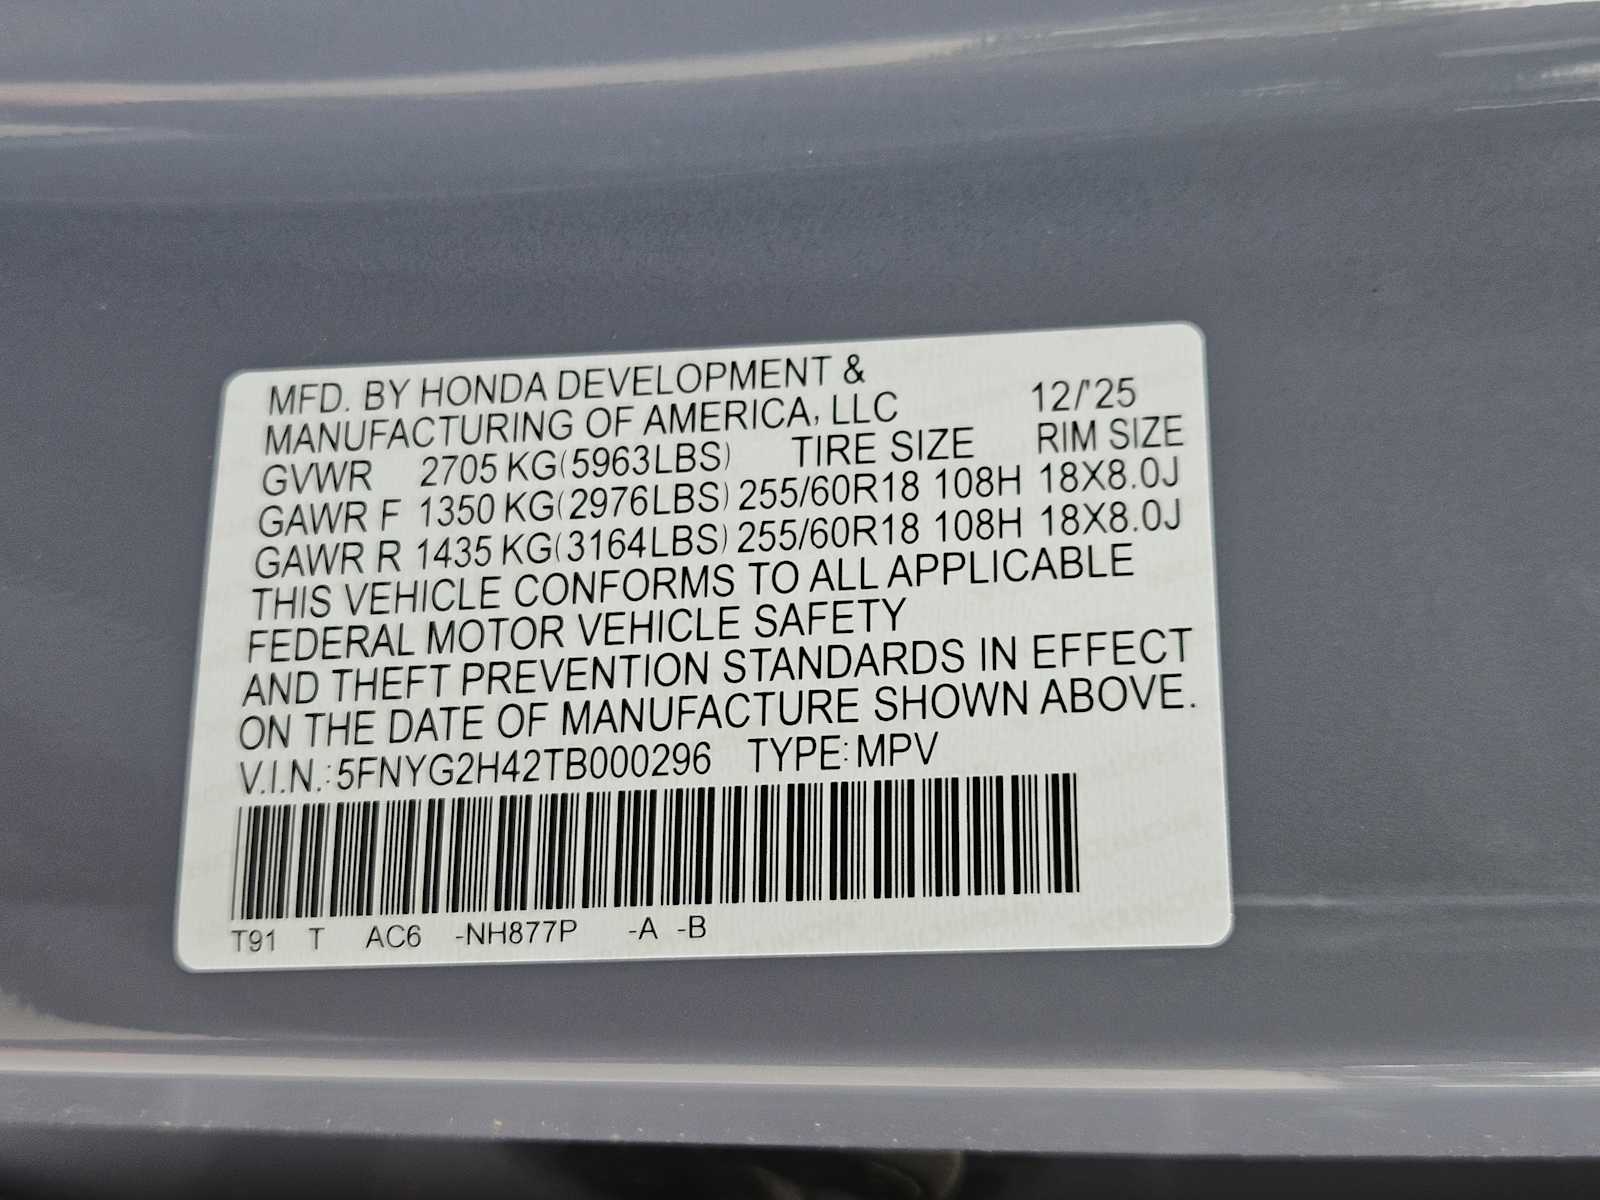 MFD. BY HONDA DEVELOPMENT &
MANUFACTURING OF AMERICA, LLC 12/'25
GVWR 2705 KG(5963LBS) TIRE SIZE RIM SIZE
GAWR F 1350 KG(2976LBS) 255/60R18 108H 18X8.0J
GAWR R 1435 KG(3164LBS) 255/60R18 108H 18X8.0J
THIS VEHICLE CONFORMS TO ALL APPLICABLE
FEDERAL MOTOR VEHICLE SAFETY
AND THEFT PREVENTION STANDARDS IN EFFECT
ON THE DATE OF MANUFACTURE SHOWN ABOVE.
V.I.N.: 5FNYG2H42TB000296 TYPE: MPV
T91 T AC6 -NH877P -A -B